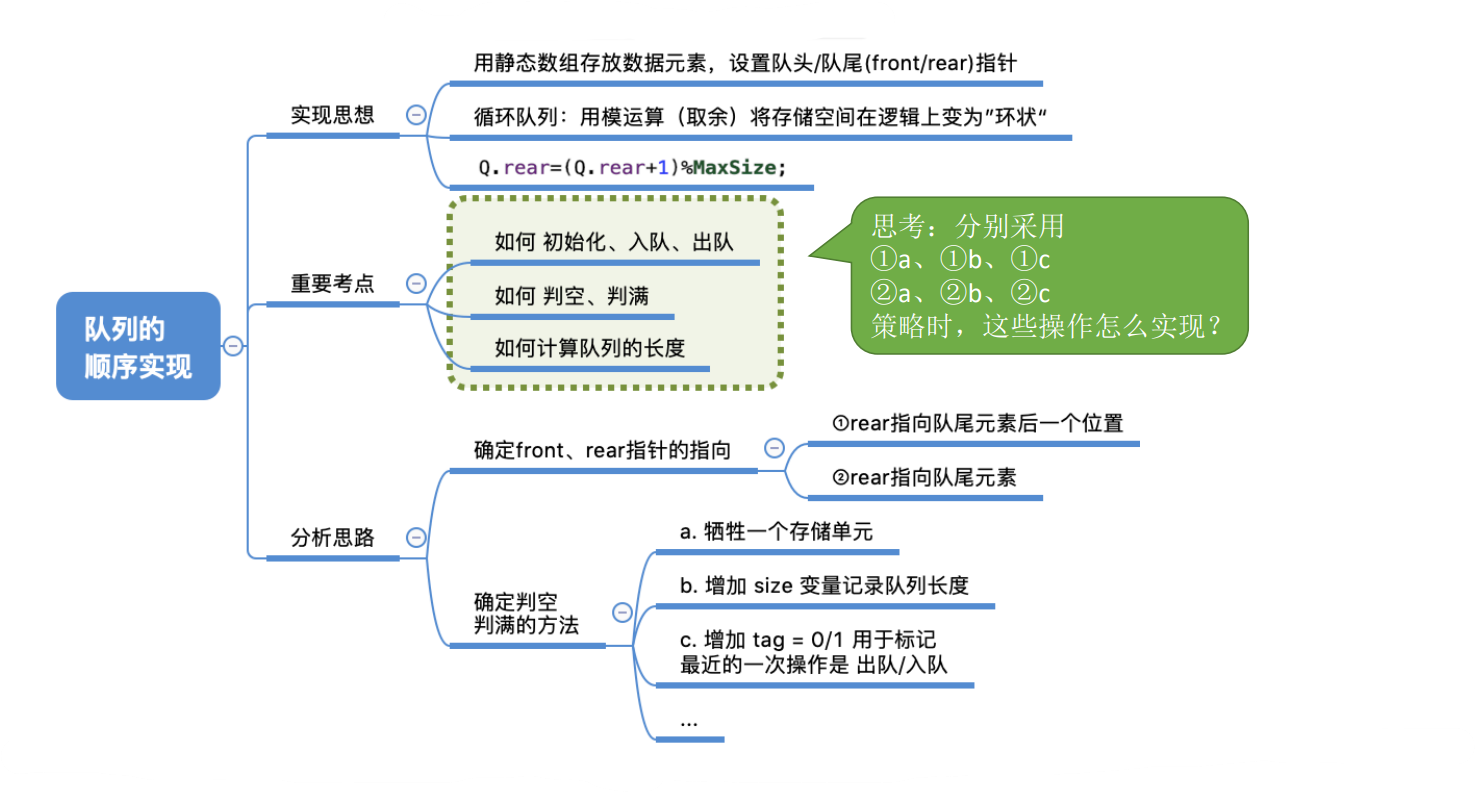 队列的
顺序实现
实现思想
用静态数组存放数据元素，设置队头/队尾(front/rear)指针
循环队列：用模运算（取余）将存储空间在逻辑上变为”环状“
Q.rear=(Q.rear+1)%MaxSize;
重要考点
如何 初始化、入队、出队
如何 判空、判满
如何计算队列的长度
思考：分别采用
①a、①b、①c
②a、②b、②c
策略时，这些操作怎么实现？
分析思路
确定front、rear指针的指向
①rear指向队尾元素后一个位置
②rear指向队尾元素
确定判空
判满的方法
a. 牺牲一个存储单元
b. 增加 size 变量记录队列长度
c. 增加 tag = 0/1 用于标记
最近的一次操作是 出队/入队
...